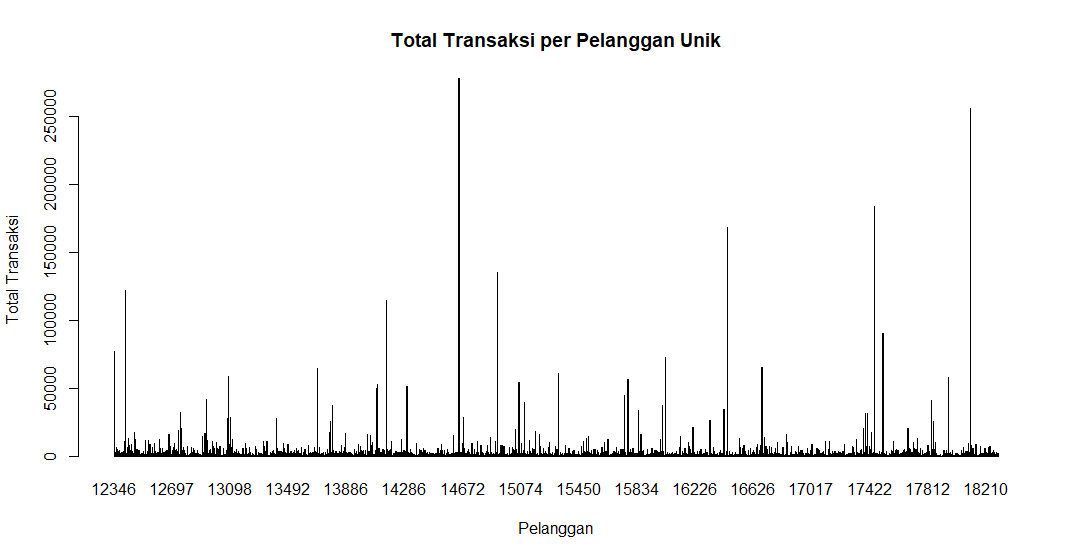 Total Transaksi per Pelanggan Unik
Total Transaksi
250000
200000
150000
100000
50000
0
12346 12697 13098 13492 13886 14286 14672 15074 15450 15834 16226 16626 17017 17422 17812 18210
Pelanggan